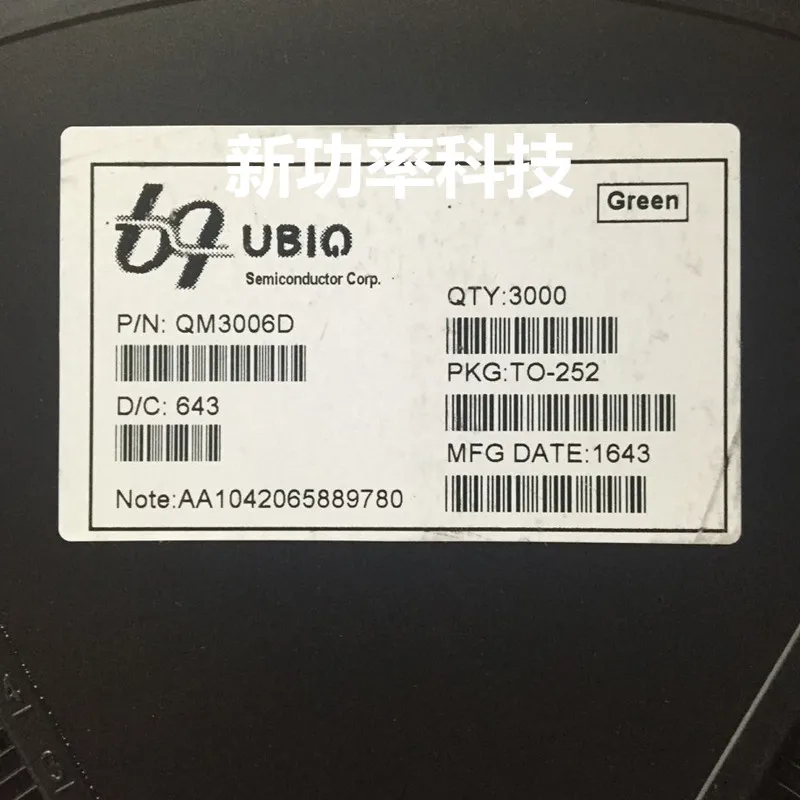 新功率科技
Green
UBIQ
Semiconductor Corp.
P/N: QM3006D
D/C: 643
Note:AA1042065889780
QTY:3000
PKG:TO-252
MFG DATE:1643